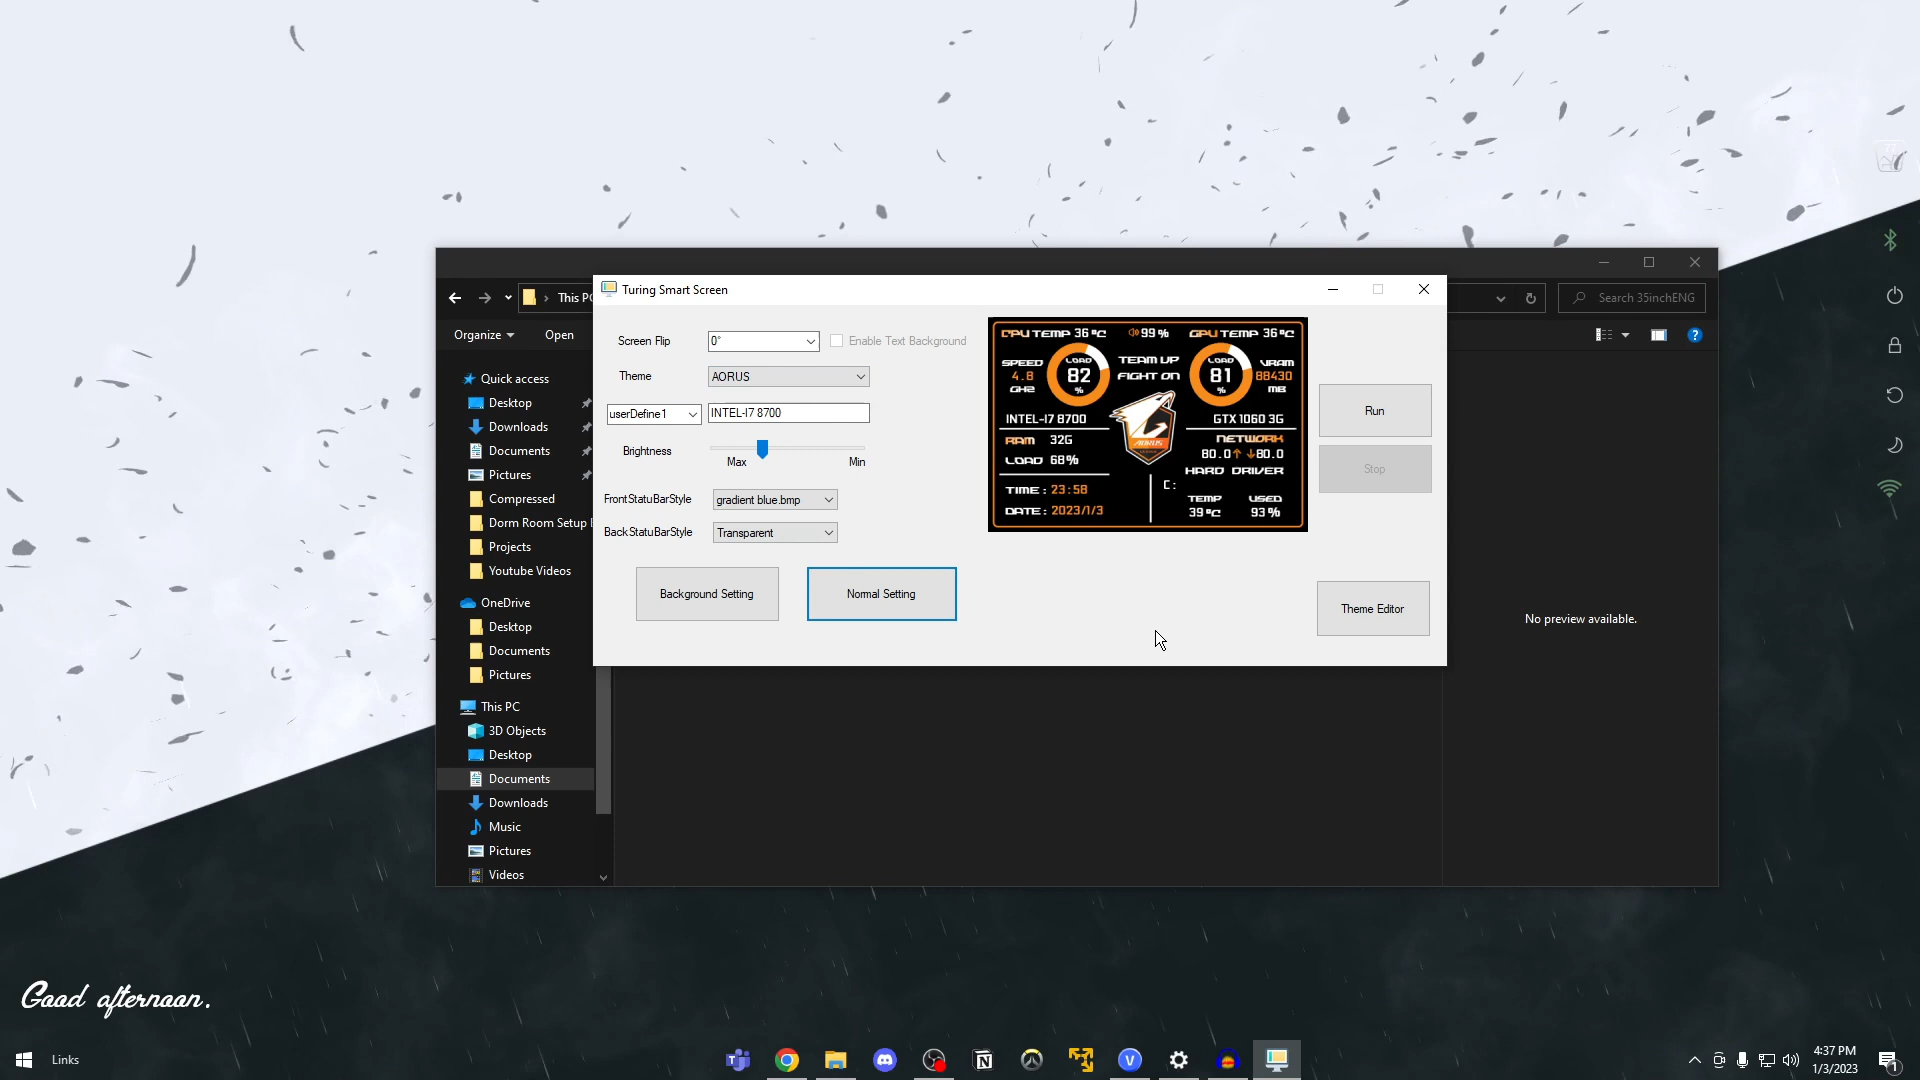 This PC
Search 35inchENG
Organize
Open
Quick access
Desktop
Downloads
Documents
Pictures
Compressed
Dorm Room Setup
Projects
Youtube Videos
OneDrive
Desktop
Documents
Pictures
This PC
3D Objects
Desktop
Documents
Downloads
Music
Pictures
Videos
Turing Smart Screen
Screen Flip
0°
Enable Text Background
Theme
AORUS
userDefine1
INTEL-I7 8700
Brightness
Max
Min
FrontStatuBarStyle
gradient blue.bmp
BackStatuBarStyle
Transparent
Background Setting
Normal Setting
CPU TEMP 36°C
99%
GPU TEMP 36°C
SPEED
4.8
GHZ
LOAD
82
%
TEAM UP
FIGHT ON
LOAD
81
%
VRAM
88430
MB
INTEL-I7 8700
GTX 1060 3G
RAM 32G
LOAD 68%
AORUS
NETWORK
80.0↑ ↓80.0
HARD DRIVER
TIME : 23:58
DATE : 2023/1/3
C:
TEMP
39°C
USED
93%
Run
Stop
Theme Editor
No preview available.
Good afternoon.
Links
4:37 PM
1/3/2023
1